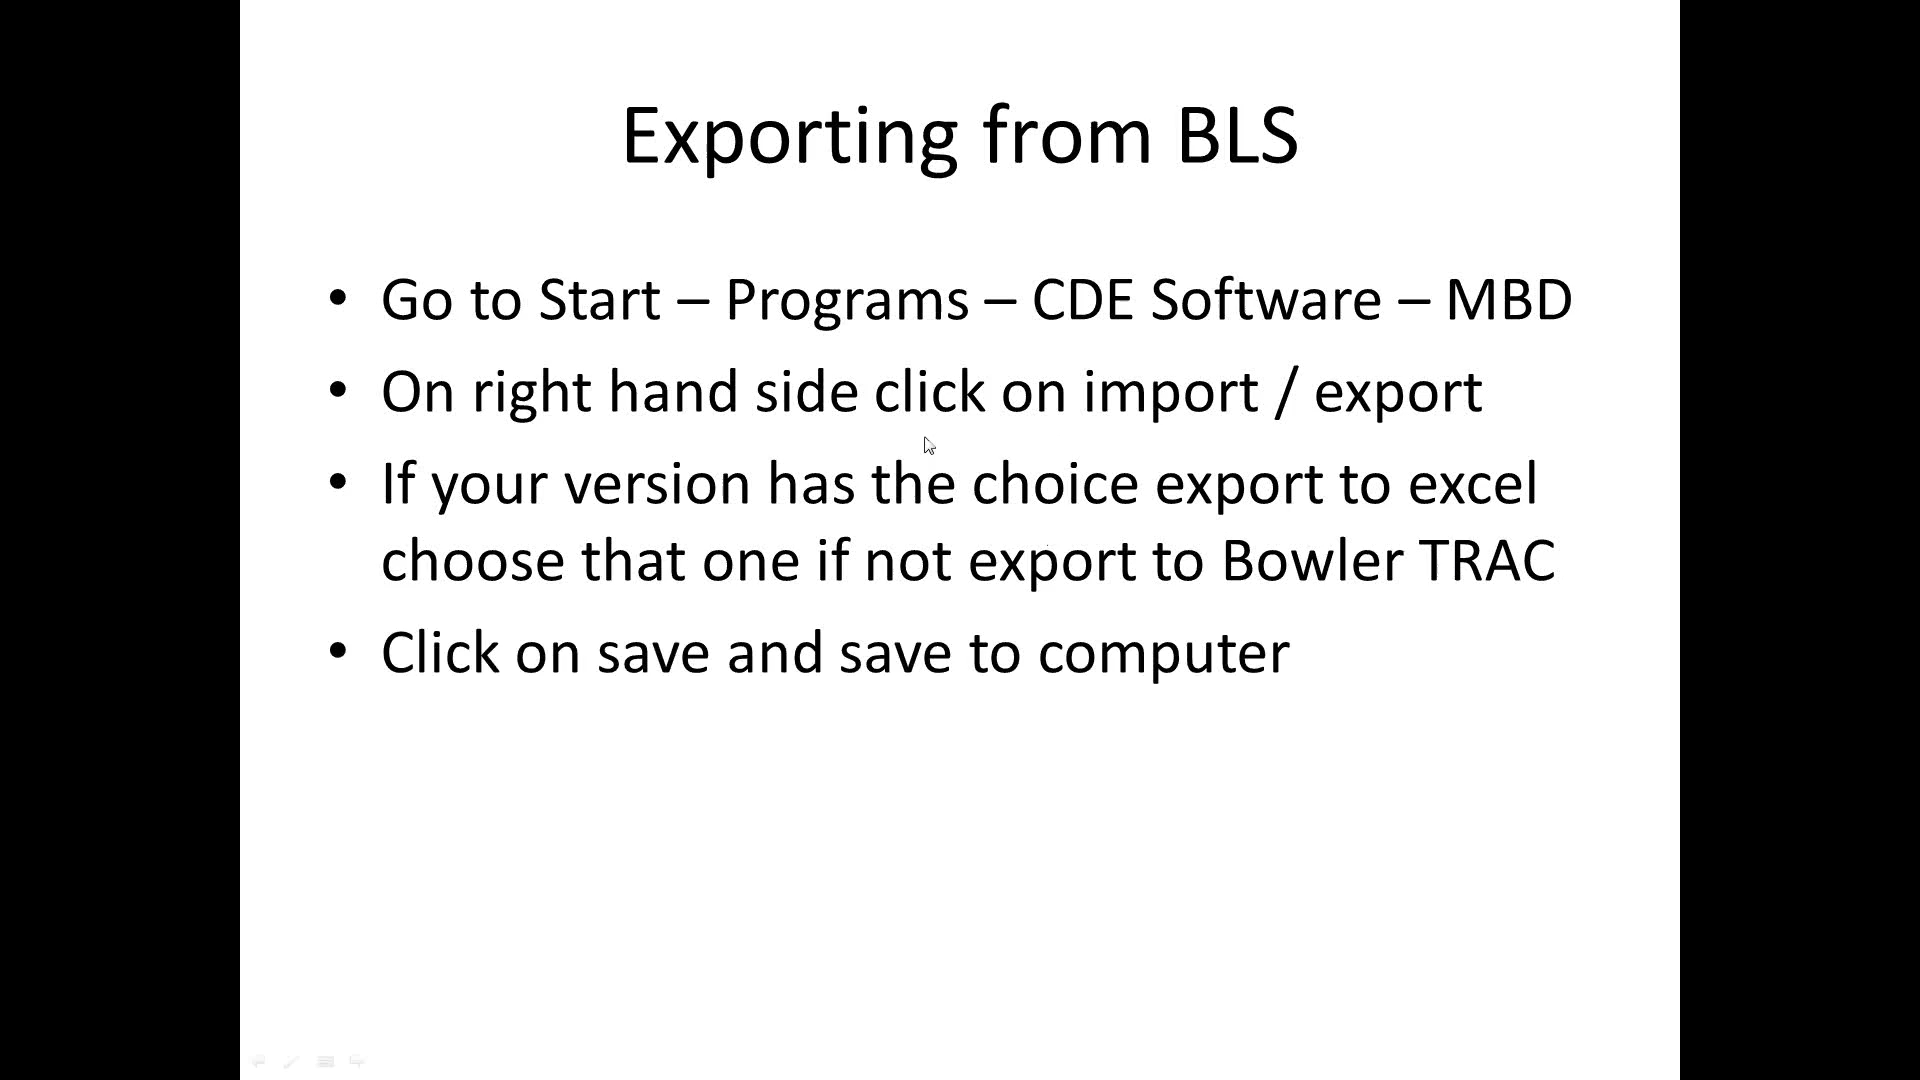 Exporting from BLS
• Go to Start – Programs – CDE Software – MBD
• On right hand side click on import / export
• If your version has the choice export to excel
choose that one if not export to Bowler TRAC
• Click on save and save to computer